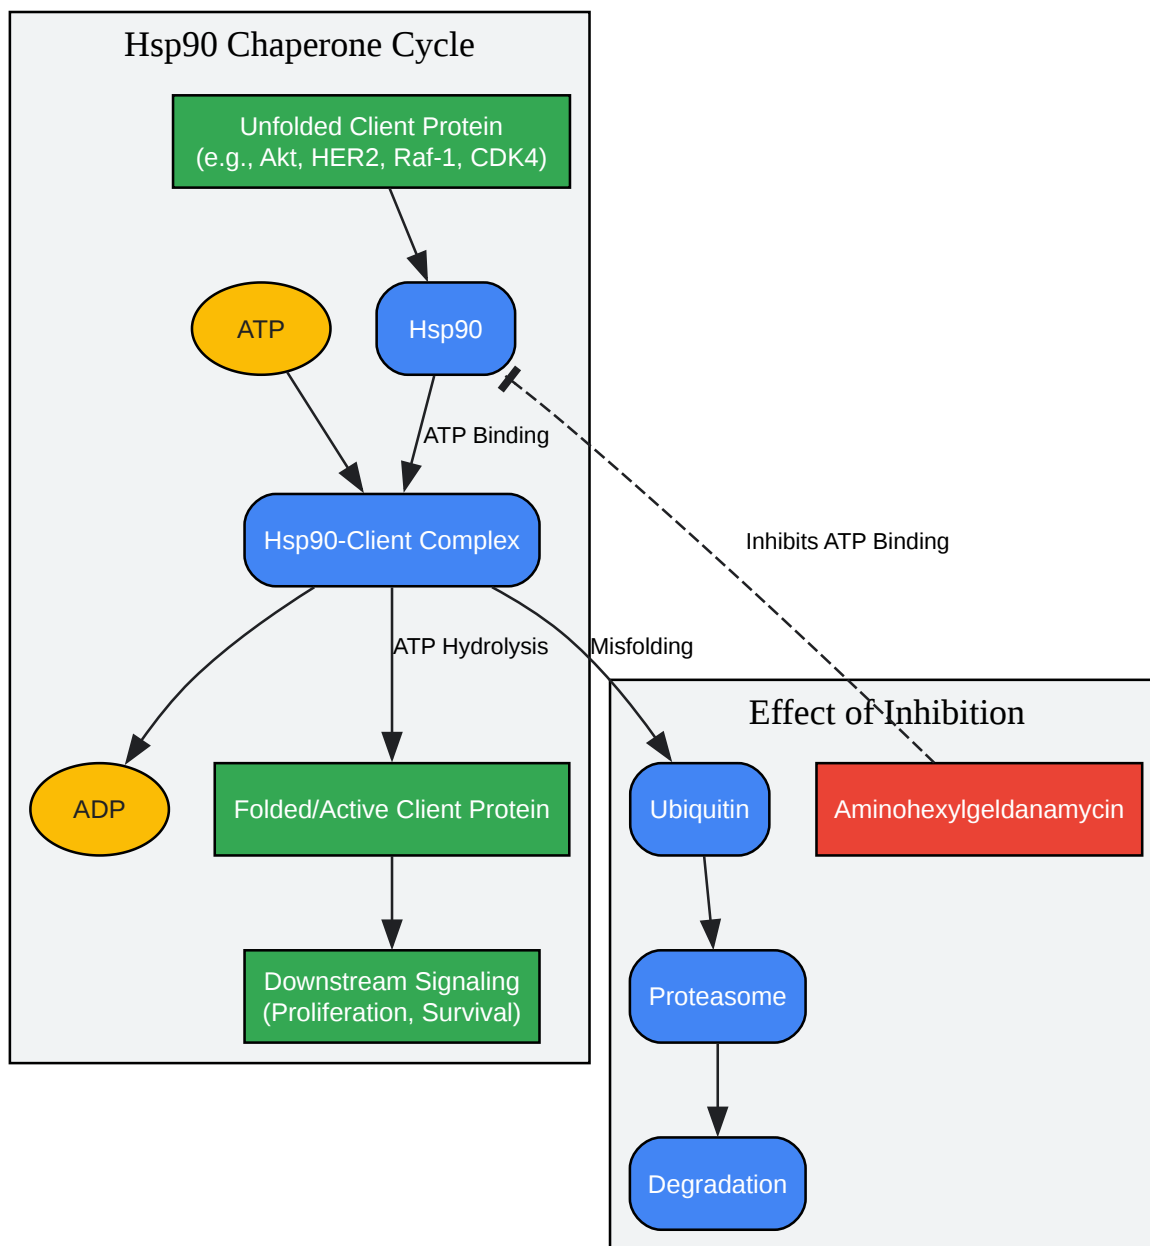 Hsp90 Chaperone Cycle
Unfolded Client Protein
(e.g., Akt, HER2, Raf-1, CDK4)
ATP
Hsp90
ATP Binding
Hsp90-Client Complex
Inhibits ATP Binding
ATP Hydrolysis
Misfolding
Effect of Inhibition
ADP
Folded/Active Client Protein
Ubiquitin
Aminohexylgeldanamycin
Downstream Signaling
(Proliferation, Survival)
Proteasome
Degradation